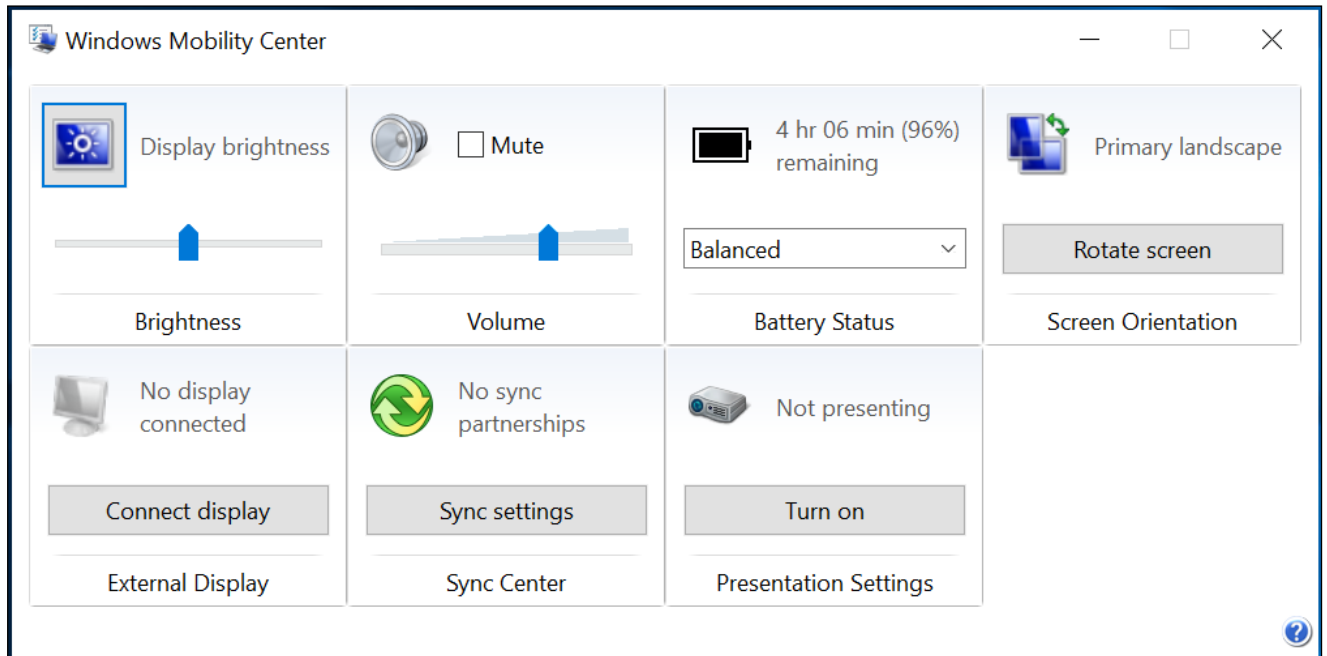 Windows Mobility Center
Display brightness
Brightness
Mute
Volume
4 hr 06 min (96%)
remaining
Balanced
Battery Status
Primary landscape
Rotate screen
Screen Orientation
No display
connected
Connect display
External Display
No sync
partnerships
Sync settings
Sync Center
Not presenting
Turn on
Presentation Settings
?